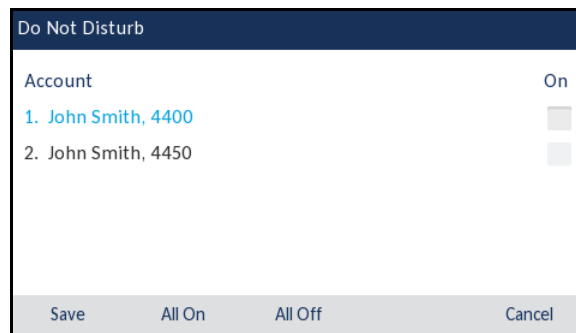 Do Not Disturb
Account On
1. John Smith, 4400
2. John Smith, 4450
Save All On All Off Cancel